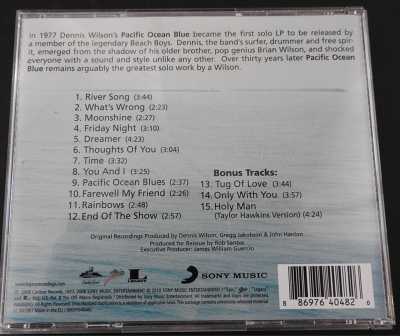 In 1977 Dennis Wilson's Pacific Ocean Blue became the first solo LP to be released by
a member of the legendary Beach Boys. Dennis, the band's surfer, drummer and free spir-
it, emerged from the shadow of his older brother, pop genius Brian Wilson, and shocked
everyone with a sound and style unlike any other. Over thirty years later Pacific Ocean
Blue remains arguably the greatest solo work by a Wilson.
1. River Song (3:44)
2. What's Wrong (2:23)
3. Moonshine (2:27)
4. Friday Night (3:10)
5. Dreamer (4:23)
6. Thoughts Of You (3:04)
7. Time (3:32)
8. You And I (3:25)
9. Pacific Ocean Blues (2:37)
10. Farewell My Friend (2:26)
11. Rainbows (2:48)
12. End Of The Show (2:57)
Bonus Tracks:
13. Tug Of Love (3:44)
14. Only With You (3:57)
15. Holy Man
(Taylor Hawkins Version) (4:24)
Original Recordings Produced by Dennis Wilson, Gregg Jakobson & John Hanlon
Produced for Reissue by Rob Santos
Executive Producer: James William Guercio
LEGACY
SONY MUSIC
8 86976 40482 6